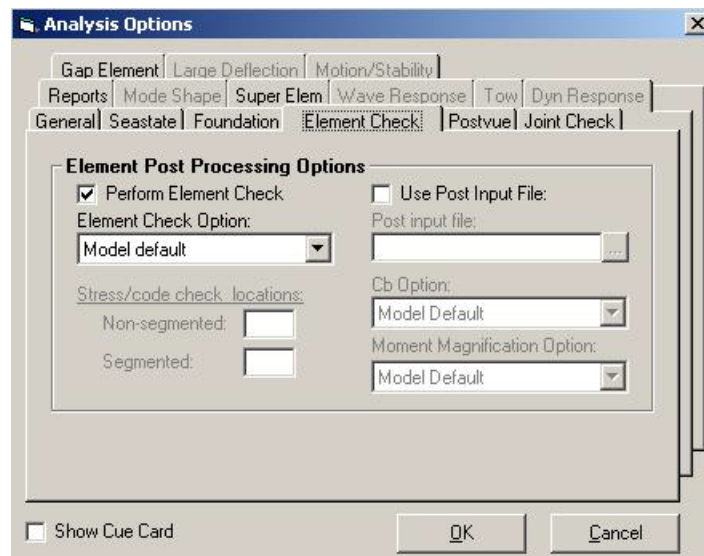 Analysis Options
Gap Element Large Deflection Motion/Stability
Reports Mode Shape Super Elem Wave Response Tow Dyn Response
General Seastate Foundation Element Check Postvue Joint Check
Element Post Processing Options
Perform Element Check Use Post Input File:
Element Check Option: Post input file:
Model default ...
Stress/code check locations: Cb Option:
Non-segmented: Model Default
Segmented: Moment Magnification Option:
Model Default
Show Cue Card OK Cancel